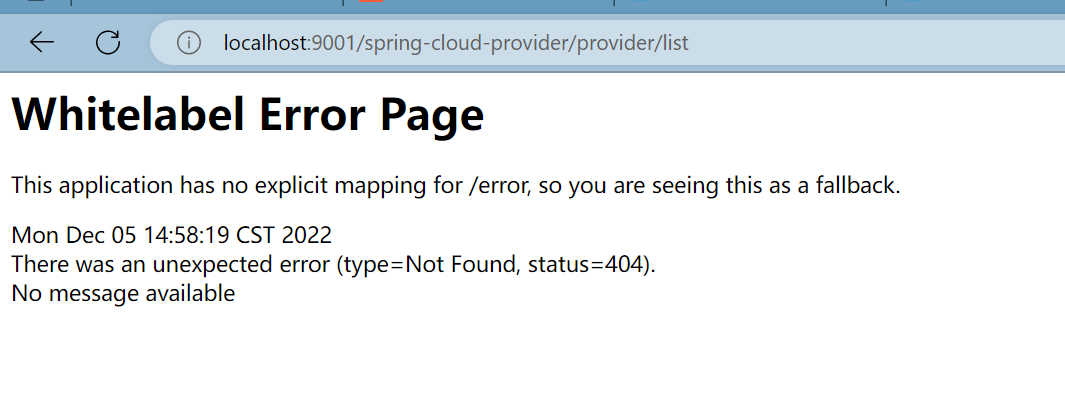 localhost:9001/spring-cloud-provider/provider/list
Whitelabel Error Page
This application has no explicit mapping for /error, so you are seeing this as a fallback.
Mon Dec 05 14:58:19 CST 2022
There was an unexpected error (type=Not Found, status=404).
No message available